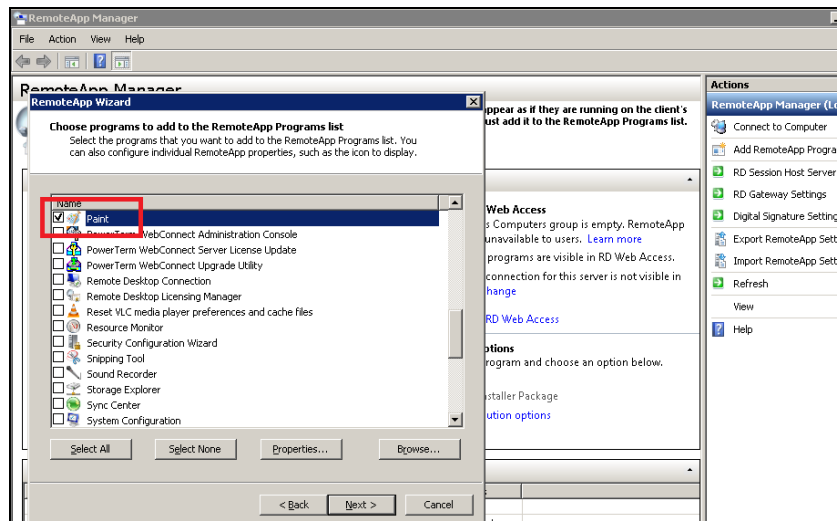 RemoteApp Manager
File Action View Help
RemoteApp Manager
RemoteApp Wizard
Choose programs to add to the RemoteApp Programs list
Select the programs that you want to add to the RemoteApp Programs list. You
can also configure individual RemoteApp properties, such as the icon to display.
Name
Paint
PowerTerm WebConnect Administration Console
PowerTerm WebConnect Server License Update
PowerTerm WebConnect Upgrade Utility
Remote Desktop Connection
Remote Desktop Licensing Manager
Reset VLC media player preferences and cache files
Resource Monitor
Security Configuration Wizard
Snipping Tool
Sound Recorder
Storage Explorer
Sync Center
System Configuration
Select All Select None Properties... Browse...
< Back Next > Cancel
ppear as if they are running on the client's
ust add it to the RemoteApp Programs list.
Web Access
s Computers group is empty. RemoteApp
unavailable to users. Learn more
programs are visible in RD Web Access.
connection for this server is not visible in
hange
RD Web Access
ptions
rogram and choose an option below.
nstaller Package
ution options
Actions
RemoteApp Manager (Lo
Connect to Computer
Add RemoteApp Progra
RD Session Host Server
RD Gateway Settings
Digital Signature Setting
Export RemoteApp Sett
Import RemoteApp Sett
Refresh
View
Help